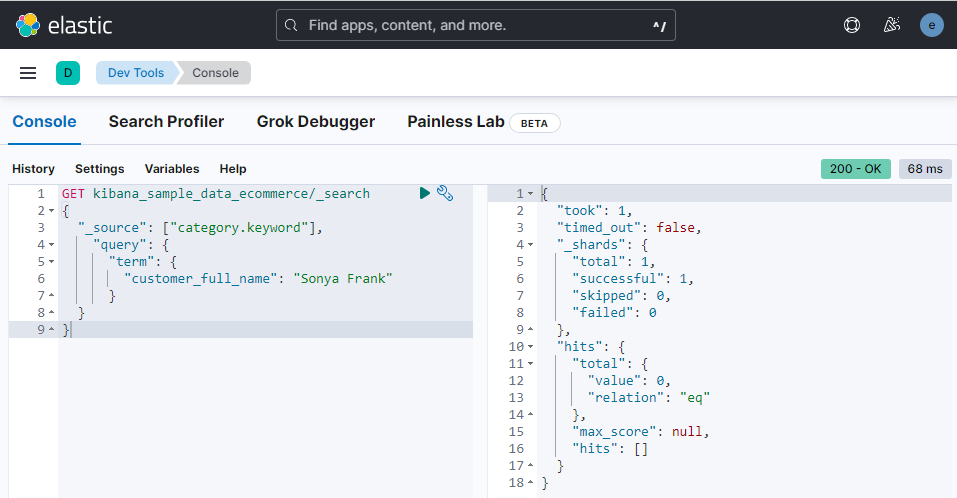 elastic
Find apps, content, and more.
^/
e
D
Dev Tools
Console
Console
Search Profiler
Grok Debugger
Painless Lab
BETA
History
Settings
Variables
Help
200 - OK
68 ms
1 GET kibana_sample_data_ecommerce/_search
2 {
3 "_source": ["category.keyword"],
4 "query": {
5 "term": {
6 "customer_full_name": "Sonya Frank"
7 }
8 }
9 }
1 {
2 "took": 1,
3 "timed_out": false,
4 "_shards": {
5 "total": 1,
6 "successful": 1,
7 "skipped": 0,
8 "failed": 0
9 },
10 "hits": {
11 "total": {
12 "value": 0,
13 "relation": "eq"
14 },
15 "max_score": null,
16 "hits": []
17 }
18 }